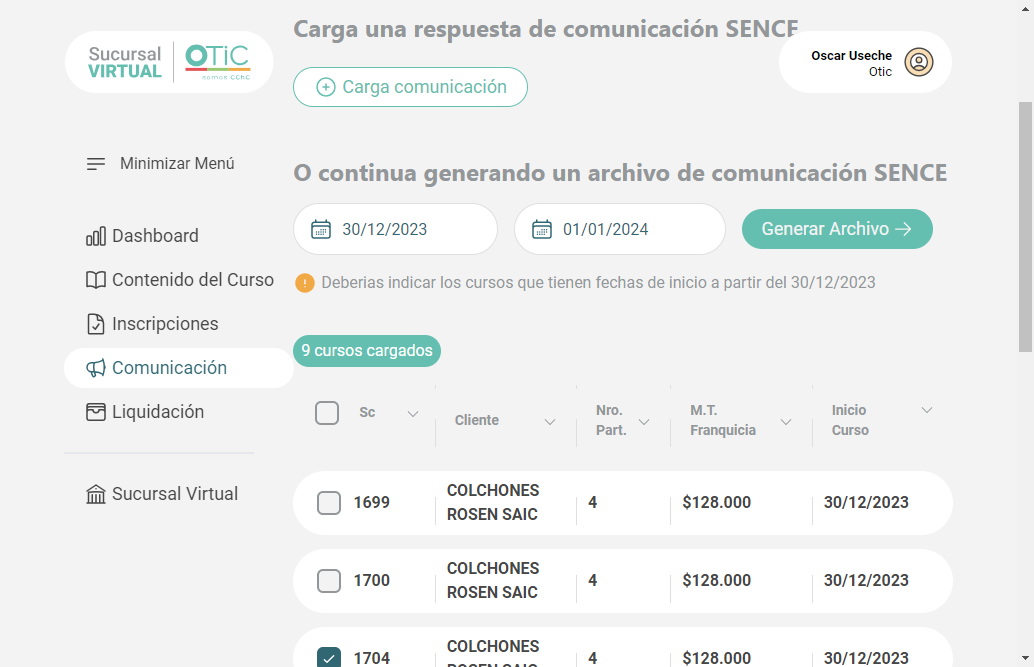 Carga una respuesta de comunicación SENCE
Sucursal
VIRTUAL
OTIC
somos CChC
Oscar Useche
Otic
Carga comunicación
Minimizar Menú
Dashboard
Contenido del Curso
Inscripciones
Comunicación
Liquidación
Sucursal Virtual
O continua generando un archivo de comunicación SENCE
30/12/2023
01/01/2024
Generar Archivo
Deberias indicar los cursos que tienen fechas de inicio a partir del 30/12/2023
9 cursos cargados
Sc
Cliente
Nro.
Part.
M.T.
Franquicia
Inicio
Curso
1699
COLCHONES
ROSEN SAIC
4
$128.000
30/12/2023
1700
COLCHONES
ROSEN SAIC
4
$128.000
30/12/2023
1704
COLCHONES
ROSEN SAIC
4
$128.000
30/12/2023